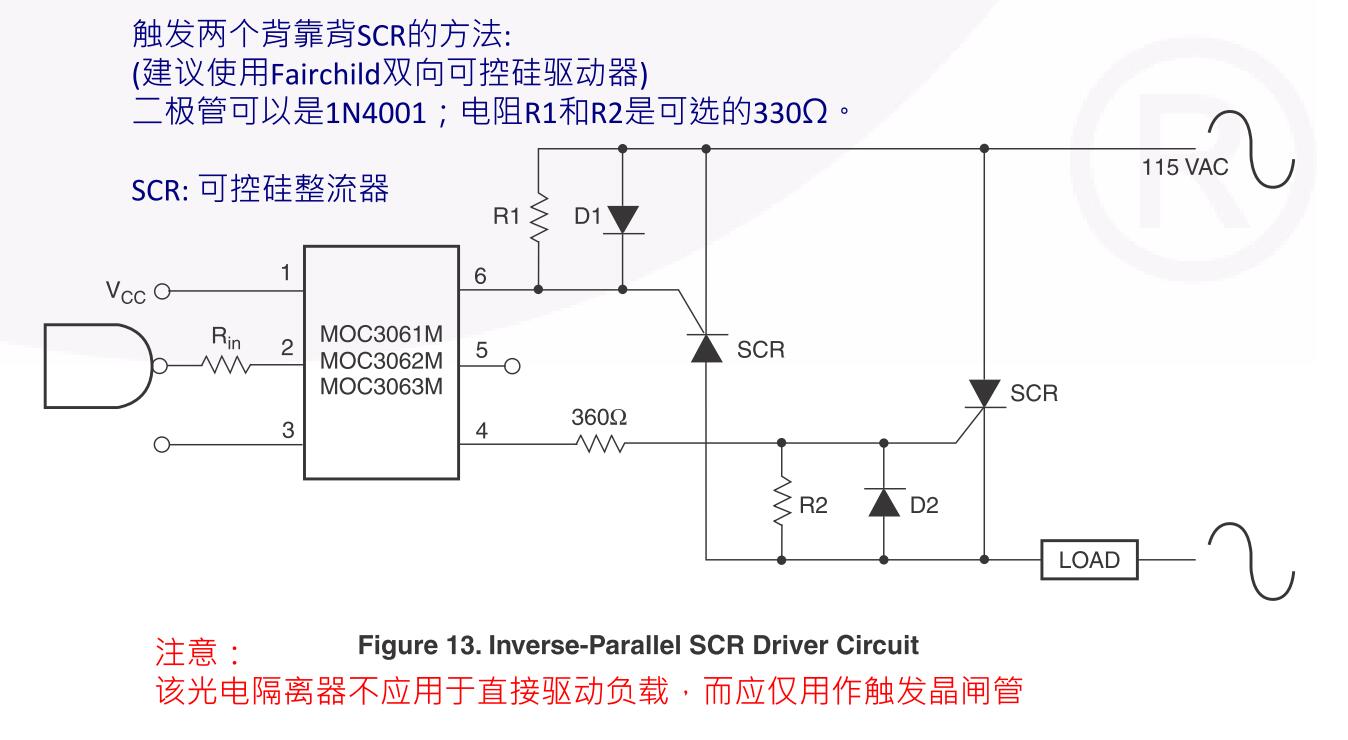 触发两个背靠背SCR的方法:
(建议使用Fairchild双向可控硅驱动器)
二极管可以是1N4001；电阻R1和R2是可选的330Ω。
115 VAC
SCR: 可控硅整流器
R1
D1
1
6
VCC
Rin
2
MOC3061M
MOC3062M
MOC3063M
5
SCR
SCR
3
4
360Ω
R2
D2
LOAD
注意：
Figure 13. Inverse-Parallel SCR Driver Circuit
该光电隔离器不应用于直接驱动负载，而应仅用作触发晶闸管
R